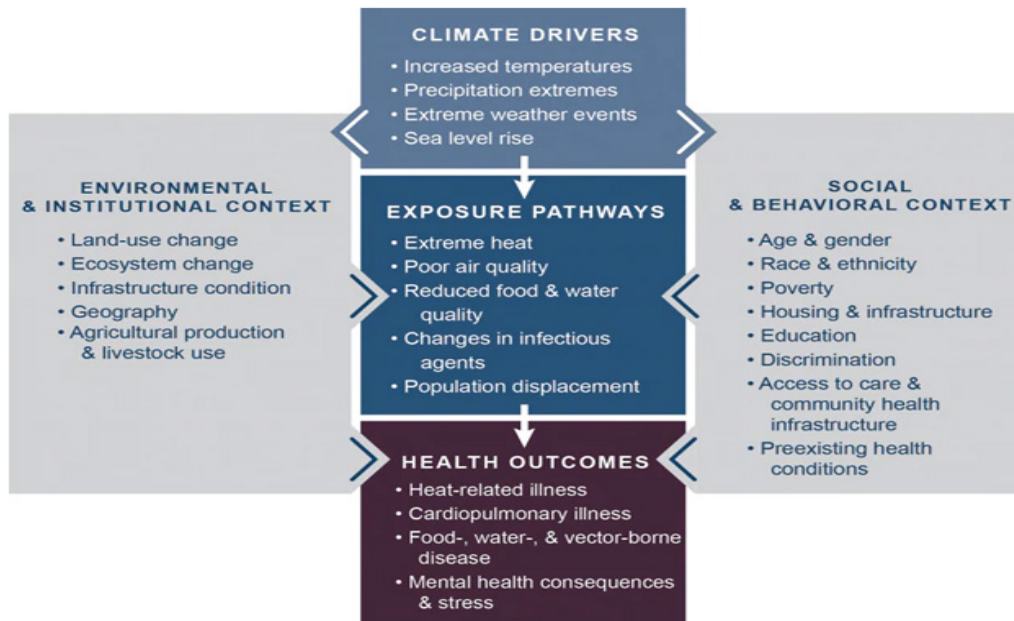 CLIMATE DRIVERS
• Increased temperatures
• Precipitation extremes
• Extreme weather events
• Sea level rise
ENVIRONMENTAL
& INSTITUTIONAL CONTEXT
• Land-use change
• Ecosystem change
• Infrastructure condition
• Geography
• Agricultural production
& livestock use
EXPOSURE PATHWAYS
• Extreme heat
• Poor air quality
• Reduced food & water
quality
• Changes in infectious
agents
• Population displacement
SOCIAL
& BEHAVIORAL CONTEXT
• Age & gender
• Race & ethnicity
• Poverty
• Housing & infrastructure
• Education
• Discrimination
• Access to care &
community health
infrastructure
• Preexisting health
conditions
HEALTH OUTCOMES
• Heat-related illness
• Cardiopulmonary illness
• Food-, water-, & vector-borne
disease
• Mental health consequences
& stress